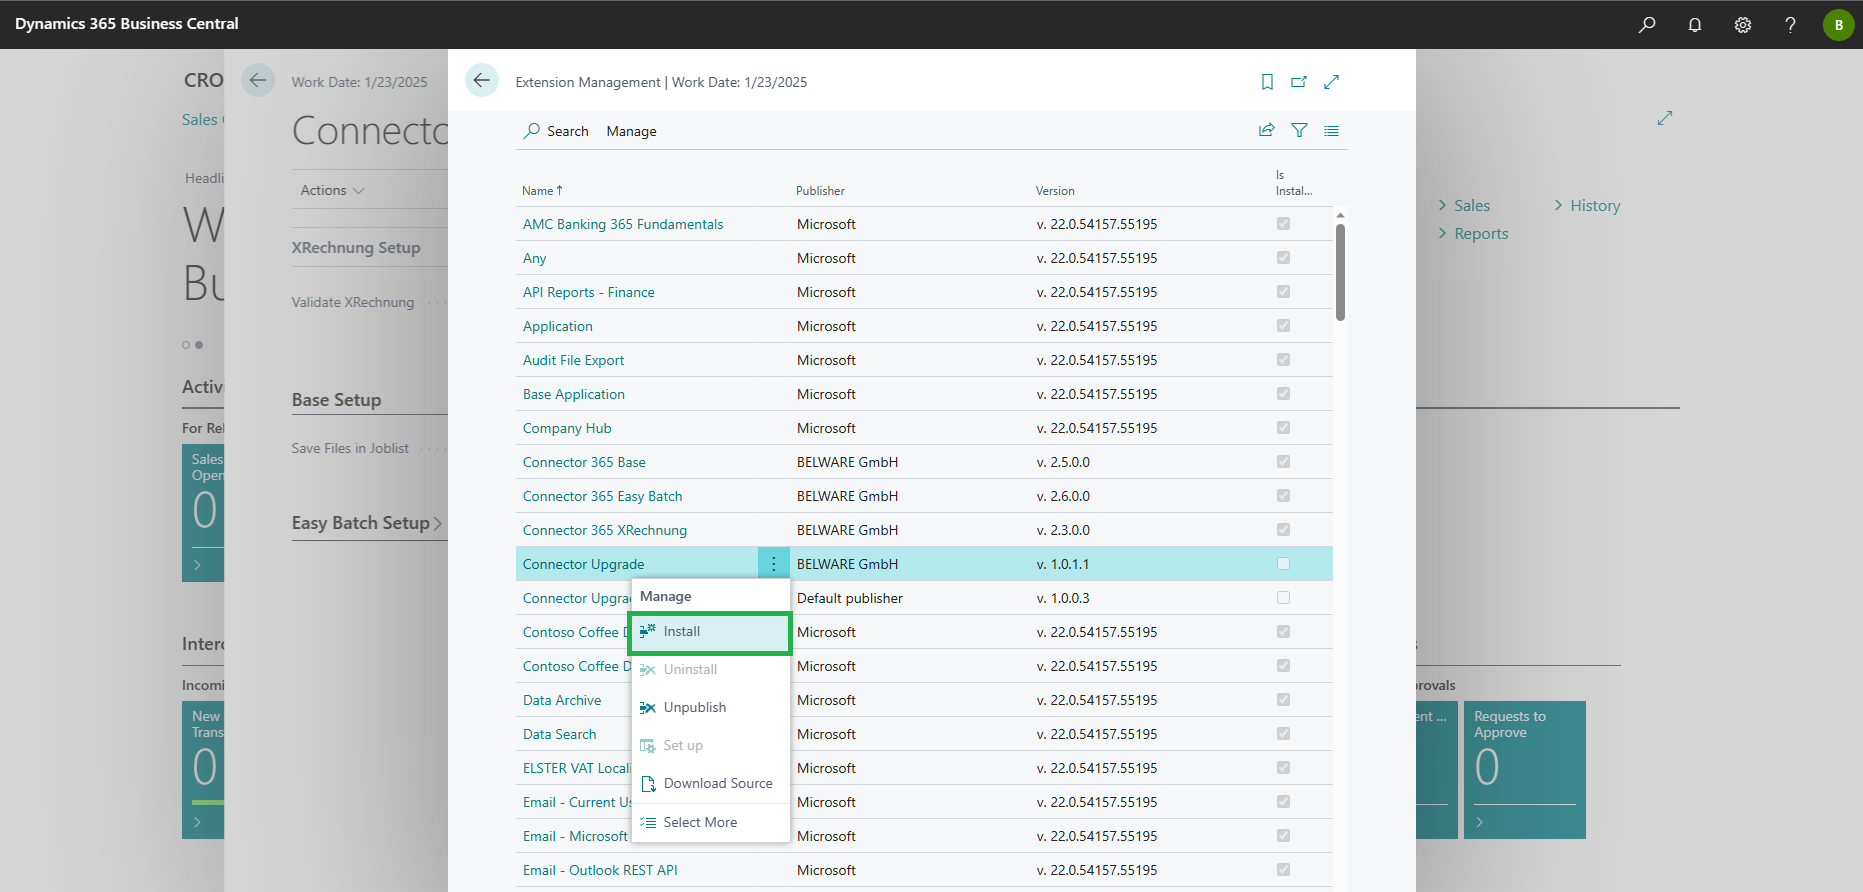 Dynamics 365 Business Central
B
CRO
Sales
Headli
W
Bu
Activi
For Rel
Sales
Open
0
Interc
Incomi
New
Trans
0
Work Date: 1/23/2025
Connecto
Actions
XRechnung Setup
Validate XRechnung
Base Setup
Save Files in Joblist
Easy Batch Setup
Extension Management | Work Date: 1/23/2025
Search Manage
Name ↑ Publisher Version Is Instal...
AMC Banking 365 Fundamentals Microsoft v. 22.0.54157.55195
Any Microsoft v. 22.0.54157.55195
API Reports - Finance Microsoft v. 22.0.54157.55195
Application Microsoft v. 22.0.54157.55195
Audit File Export Microsoft v. 22.0.54157.55195
Base Application Microsoft v. 22.0.54157.55195
Company Hub Microsoft v. 22.0.54157.55195
Connector 365 Base BELWARE GmbH v. 2.5.0.0
Connector 365 Easy Batch BELWARE GmbH v. 2.6.0.0
Connector 365 XRechnung BELWARE GmbH v. 2.3.0.0
Connector Upgrade BELWARE GmbH v. 1.0.1.1
Connector Upgra Default publisher v. 1.0.0.3
Contoso Coffee D Microsoft v. 22.0.54157.55195
Contoso Coffee D Microsoft v. 22.0.54157.55195
Data Archive Microsoft v. 22.0.54157.55195
Data Search Microsoft v. 22.0.54157.55195
ELSTER VAT Locali Microsoft v. 22.0.54157.55195
Email - Current Us Microsoft v. 22.0.54157.55195
Email - Microsoft Microsoft v. 22.0.54157.55195
Email - Outlook REST API Microsoft v. 22.0.54157.55195
Manage
Install
Uninstall
Unpublish
Set up
Download Source
Select More
Sales History
Reports
rovals
ent ...
Requests to
Approve
0